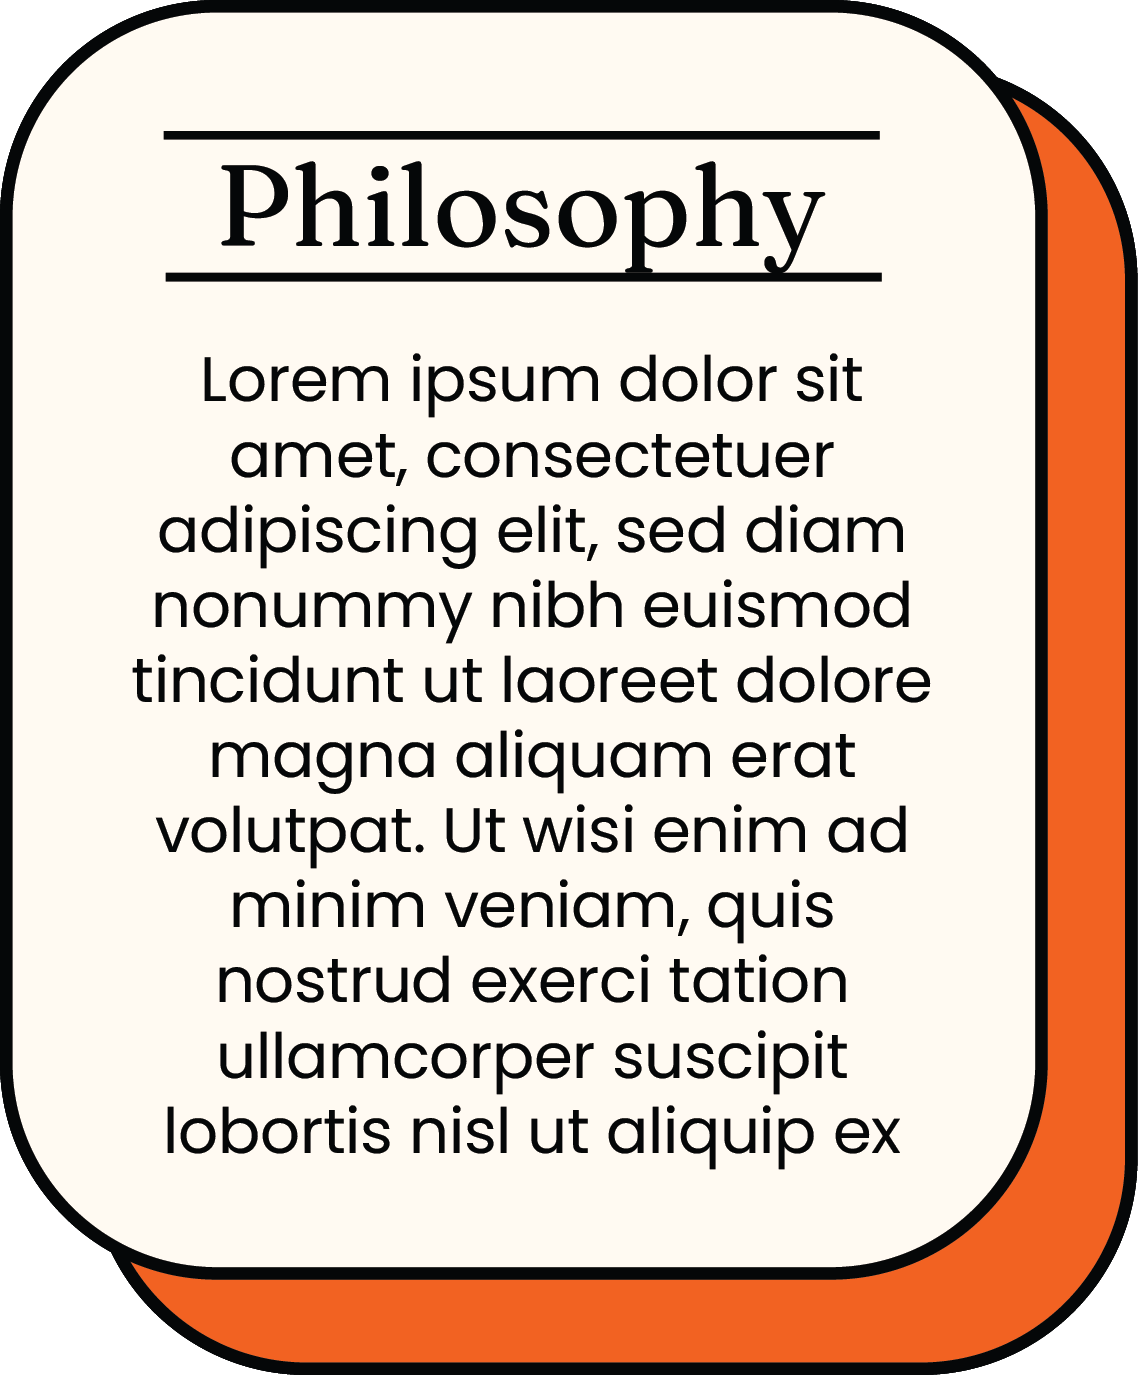 Philosophy
Lorem ipsum dolor sit
amet, consectetuer
adipiscing elit, sed diam
nonummy nibh euismod
tincidunt ut laoreet dolore
magna aliquam erat
volutpat. Ut wisi enim ad
minim veniam, quis
nostrud exerci tation
ullamcorper suscipit
lobortis nisl ut aliquip ex